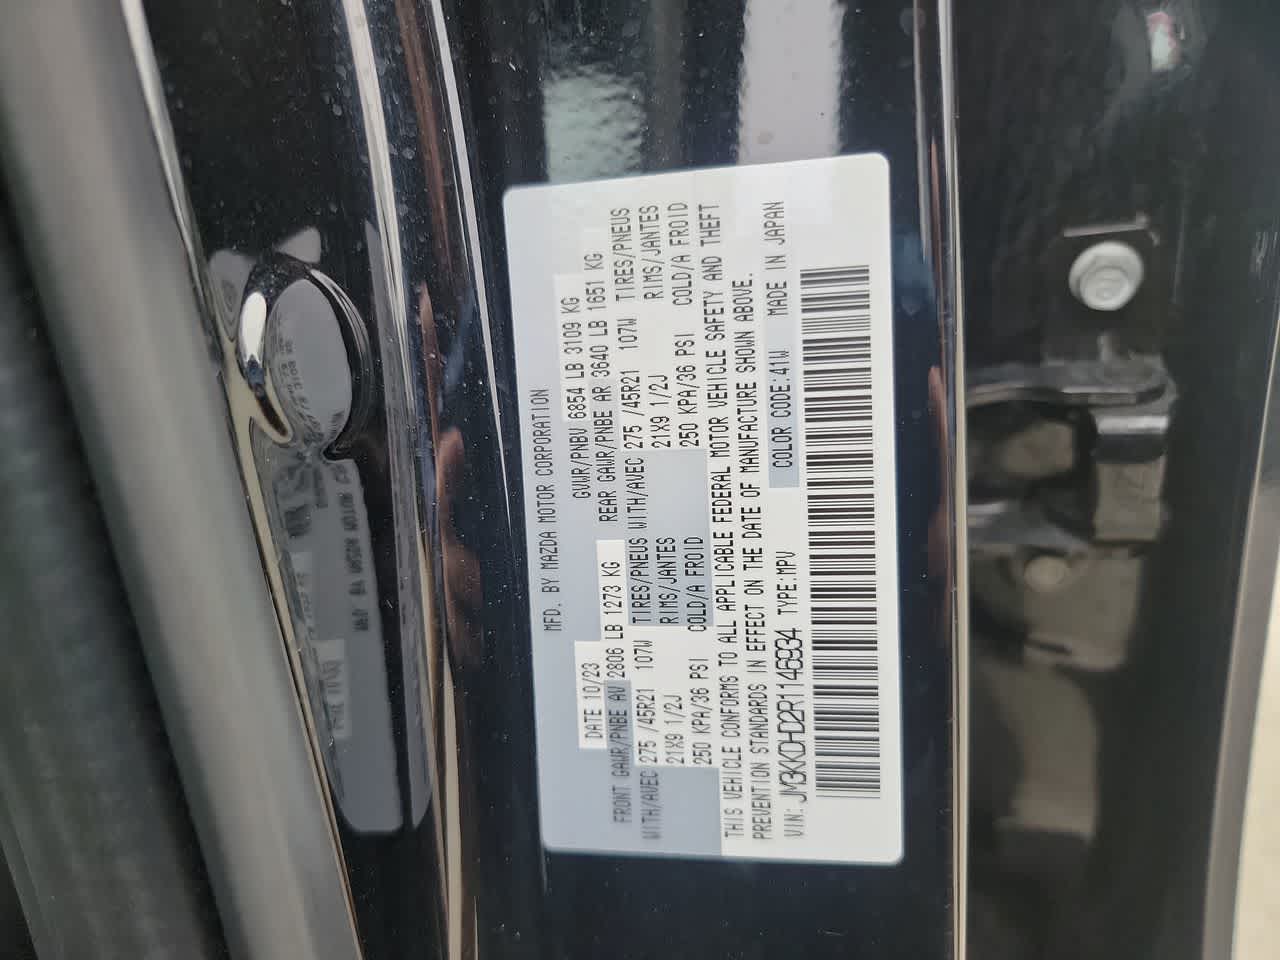 MFD. BY MAZDA MOTOR CORPORATION
DATE 10/23 GVWR/PNBV 6854 LB 3109 KG
FRONT GAWR/PNBE AV 2806 LB 1273 KG REAR GAWR/PNBE AR 3640 LB 1651 KG
WITH/AVEC 275 /45R21 107W TIRES/PNEUS WITH/AVEC 275 /45R21 107W TIRES/PNEUS
21X9 1/2J RIMS/JANTES 21X9 1/2J RIMS/JANTES
250 KPA/36 PSI COLD/A FROID 250 KPA/36 PSI COLD/A FROID
THIS VEHICLE CONFORMS TO ALL APPLICABLE FEDERAL MOTOR VEHICLE SAFETY AND THEFT
PREVENTION STANDARDS IN EFFECT ON THE DATE OF MANUFACTURE SHOWN ABOVE.
COLOR CODE:41W MADE IN JAPAN
VIN: JM3KKDHD2R1146934 TYPE:MPV